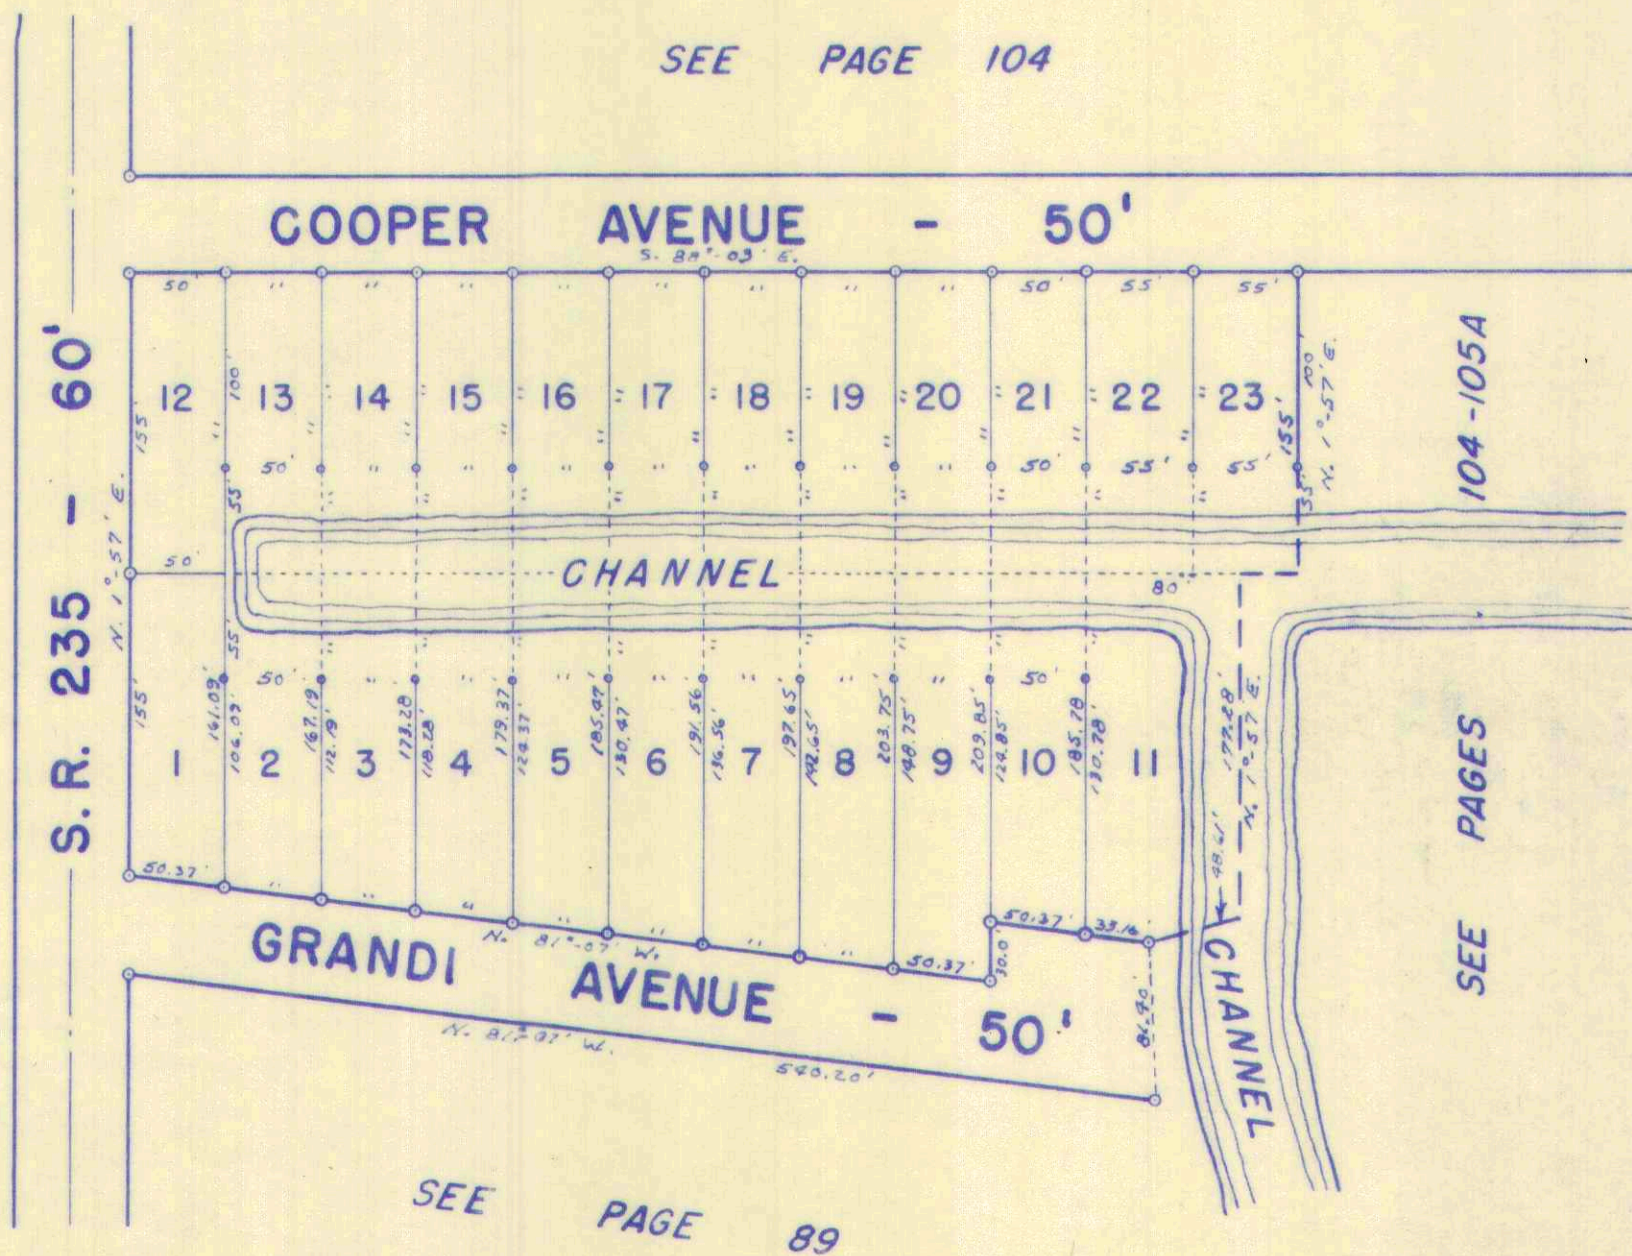 SEE PAGE 104
COOPER AVENUE - 50'
S. 88°-03' E.
50' " " " " " " " " 50' 55' 55'
S.R. 235 - 60'
12 13 14 15 16 17 18 19 20 21 22 23
155'
100'
155'
100'
N. 1°-57' E.
104-105A
50' " " " " " " " 50' 55' 55'
55'
55'
N. 1°-57' E.
50'
CHANNEL
80'
55'
50' " " " " " " " 50'
155'
161.09'
106.09'
167.19'
112.19'
173.28'
118.28'
179.37'
124.37'
185.47'
130.47'
191.56'
136.56'
197.65'
142.65'
203.75'
148.75'
209.85'
124.85'
185.78'
130.78'
177.28'
N. 1°-57' E.
1 2 3 4 5 6 7 8 9 10 11
48.61'
SEE PAGES
50.37' " " " " " " " 50.37'
30.0'
50.37'
35.16'
N. 81°-07' W.
GRANDI AVENUE - 50'
86.90'
CHANNEL
N. 81°-07' W.
540.20'
SEE PAGE 89